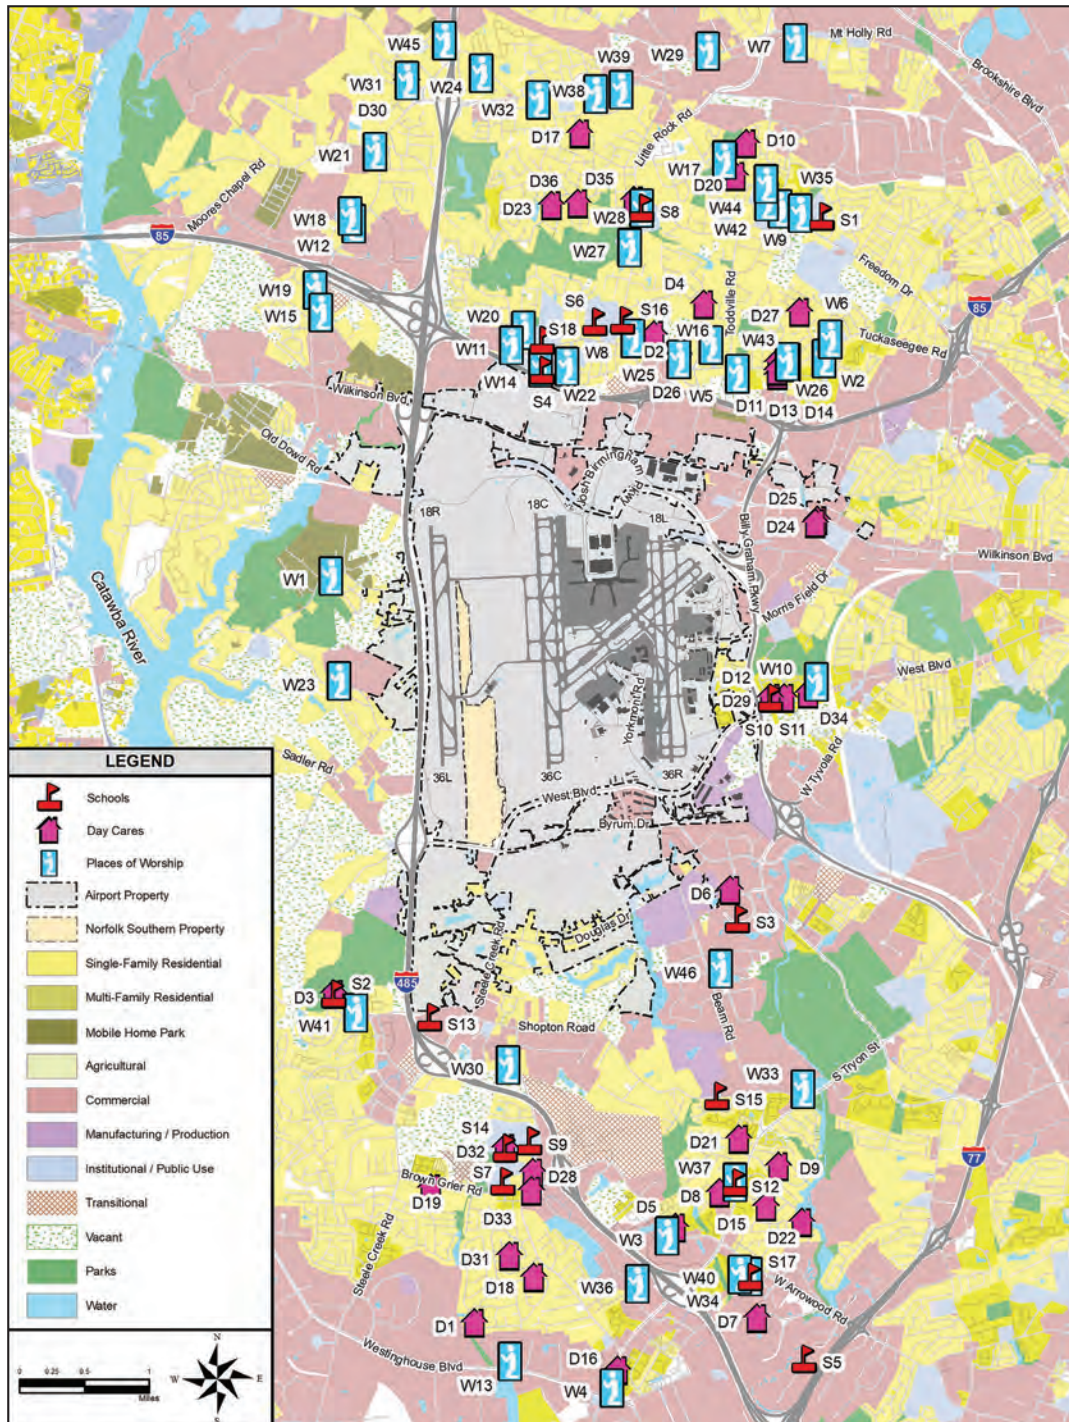 W45
W29
W7
Mt Holly Rd
Brookshire Blvd
W39
W31
W24
W38
W32
D30
D17
Little Rock Rd
D10
W21
W17
D20
W35
Moores Chapel Rd
D36
D35
D23
W28
S8
W44
W42
W9
S1
W18
W12
85
W27
Freedom Dr
W19
W15
D4
Toddville Rd
S6
S16
D27
W6
85
W20
S18
W16
W43
Tuckaseegee Rd
W11
W8
D2
W14
W25
W26
W2
Wilkinson Blvd
S4
W22
D26
W5
D11
D13
D14
Old Dowd Rd
Josh Birmingham Pkwy
D25
18R
18C
18L
D24
Billy Graham Pkwy
Wilkinson Bvd
W1
Morris Field Dr
Catawba River
West Blvd
W23
D12
W10
D29
Yorkmont Rd
S10
S11
D34
Sadler Rd
W Tyvola Rd
36L
36C
36R
West Blvd
Byrum Dr
D6
S3
Douglas Dr
Steele Creek Rd
W46
S2
D3
485
Beam Rd
W41
S13
Shopton Road
S Tryon St
W30
W33
S15
S14
S9
D21
77
D32
W37
D9
S7
D28
Brown Grier Rd
S12
D19
D8
D33
D5
D15
D22
Steele Creek Rd
W3
D31
S17
W40
D18
W36
W34
W Arrowood Rd
D1
D7
Westinghouse Blvd
D16
S5
W13
W4
LEGEND
Schools
Day Cares
Places of Worship
Airport Property
Norfolk Southern Property
Single-Family Residential
Multi-Family Residential
Mobile Home Park
Agricultural
Commercial
Manufacturing / Production
Institutional / Public Use
Transitional
Vacant
Parks
Water
0 0.25 0.5 1
Miles
N
W E
S